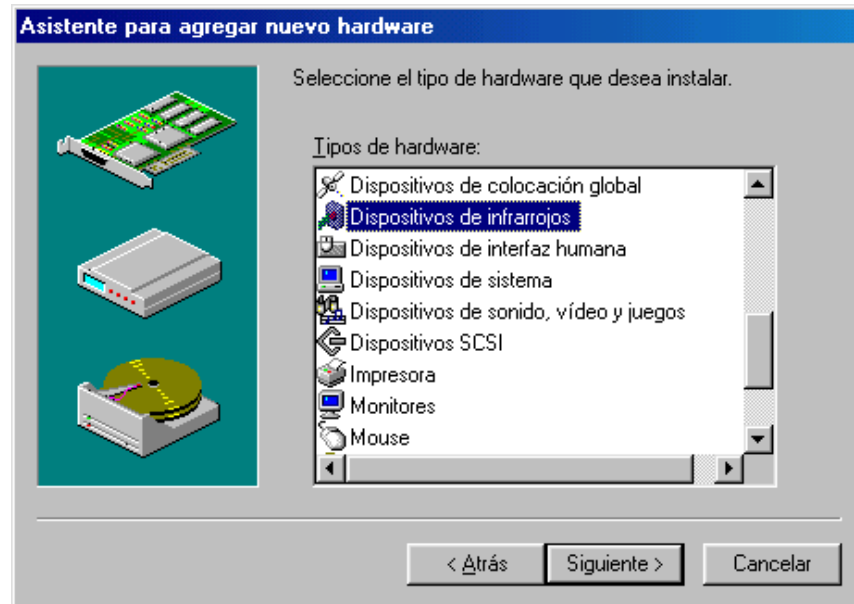 Asistente para agregar nuevo hardware
Seleccione el tipo de hardware que desea instalar.
Tipos de hardware:
Dispositivos de colocación global
Dispositivos de infrarrojos
Dispositivos de interfaz humana
Dispositivos de sistema
Dispositivos de sonido, vídeo y juegos
Dispositivos SCSI
Impresora
Monitores
Mouse
< Atrás
Siguiente >
Cancelar